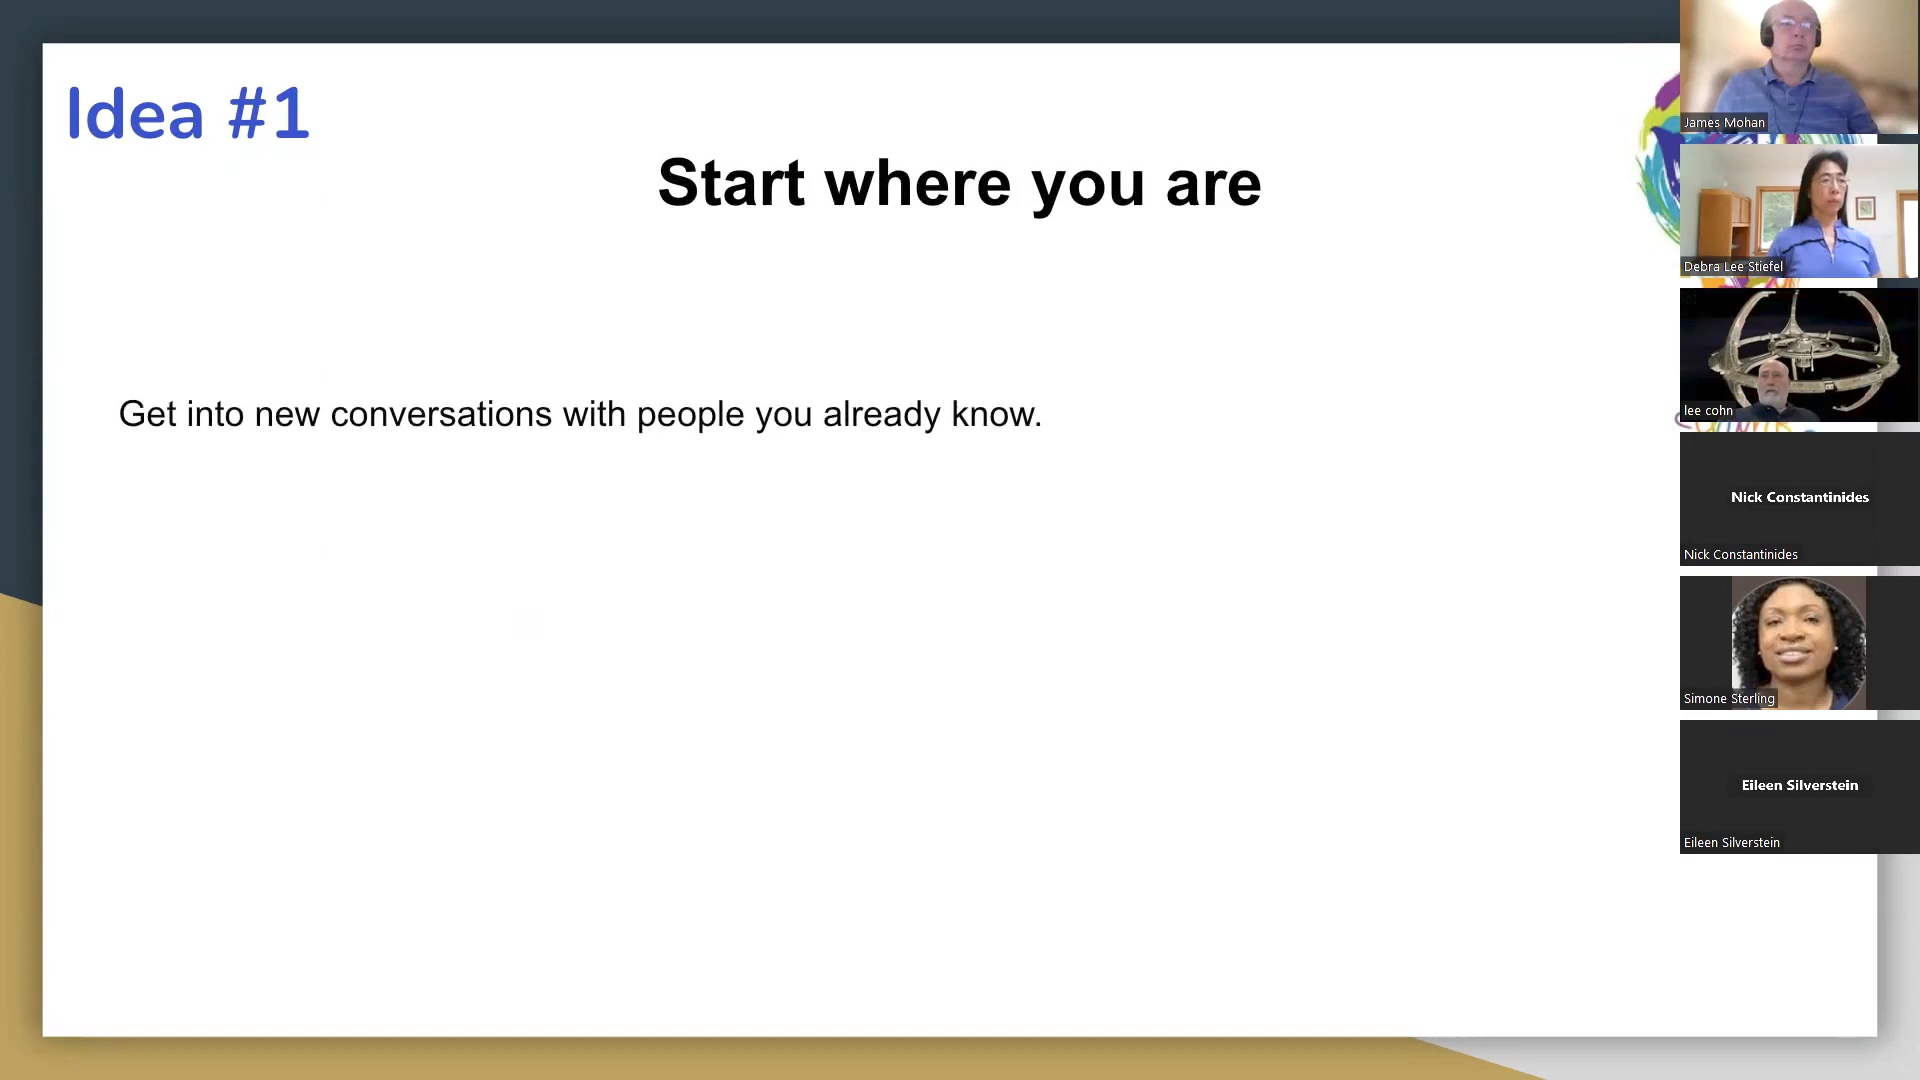 Idea #1
Start where you are
Get into new conversations with people you already know.
James Mohan
Debra Lee Stiefel
lee cohn
Nick Constantinides
Nick Constantinides
Simone Sterling
Eileen Silverstein
Eileen Silverstein